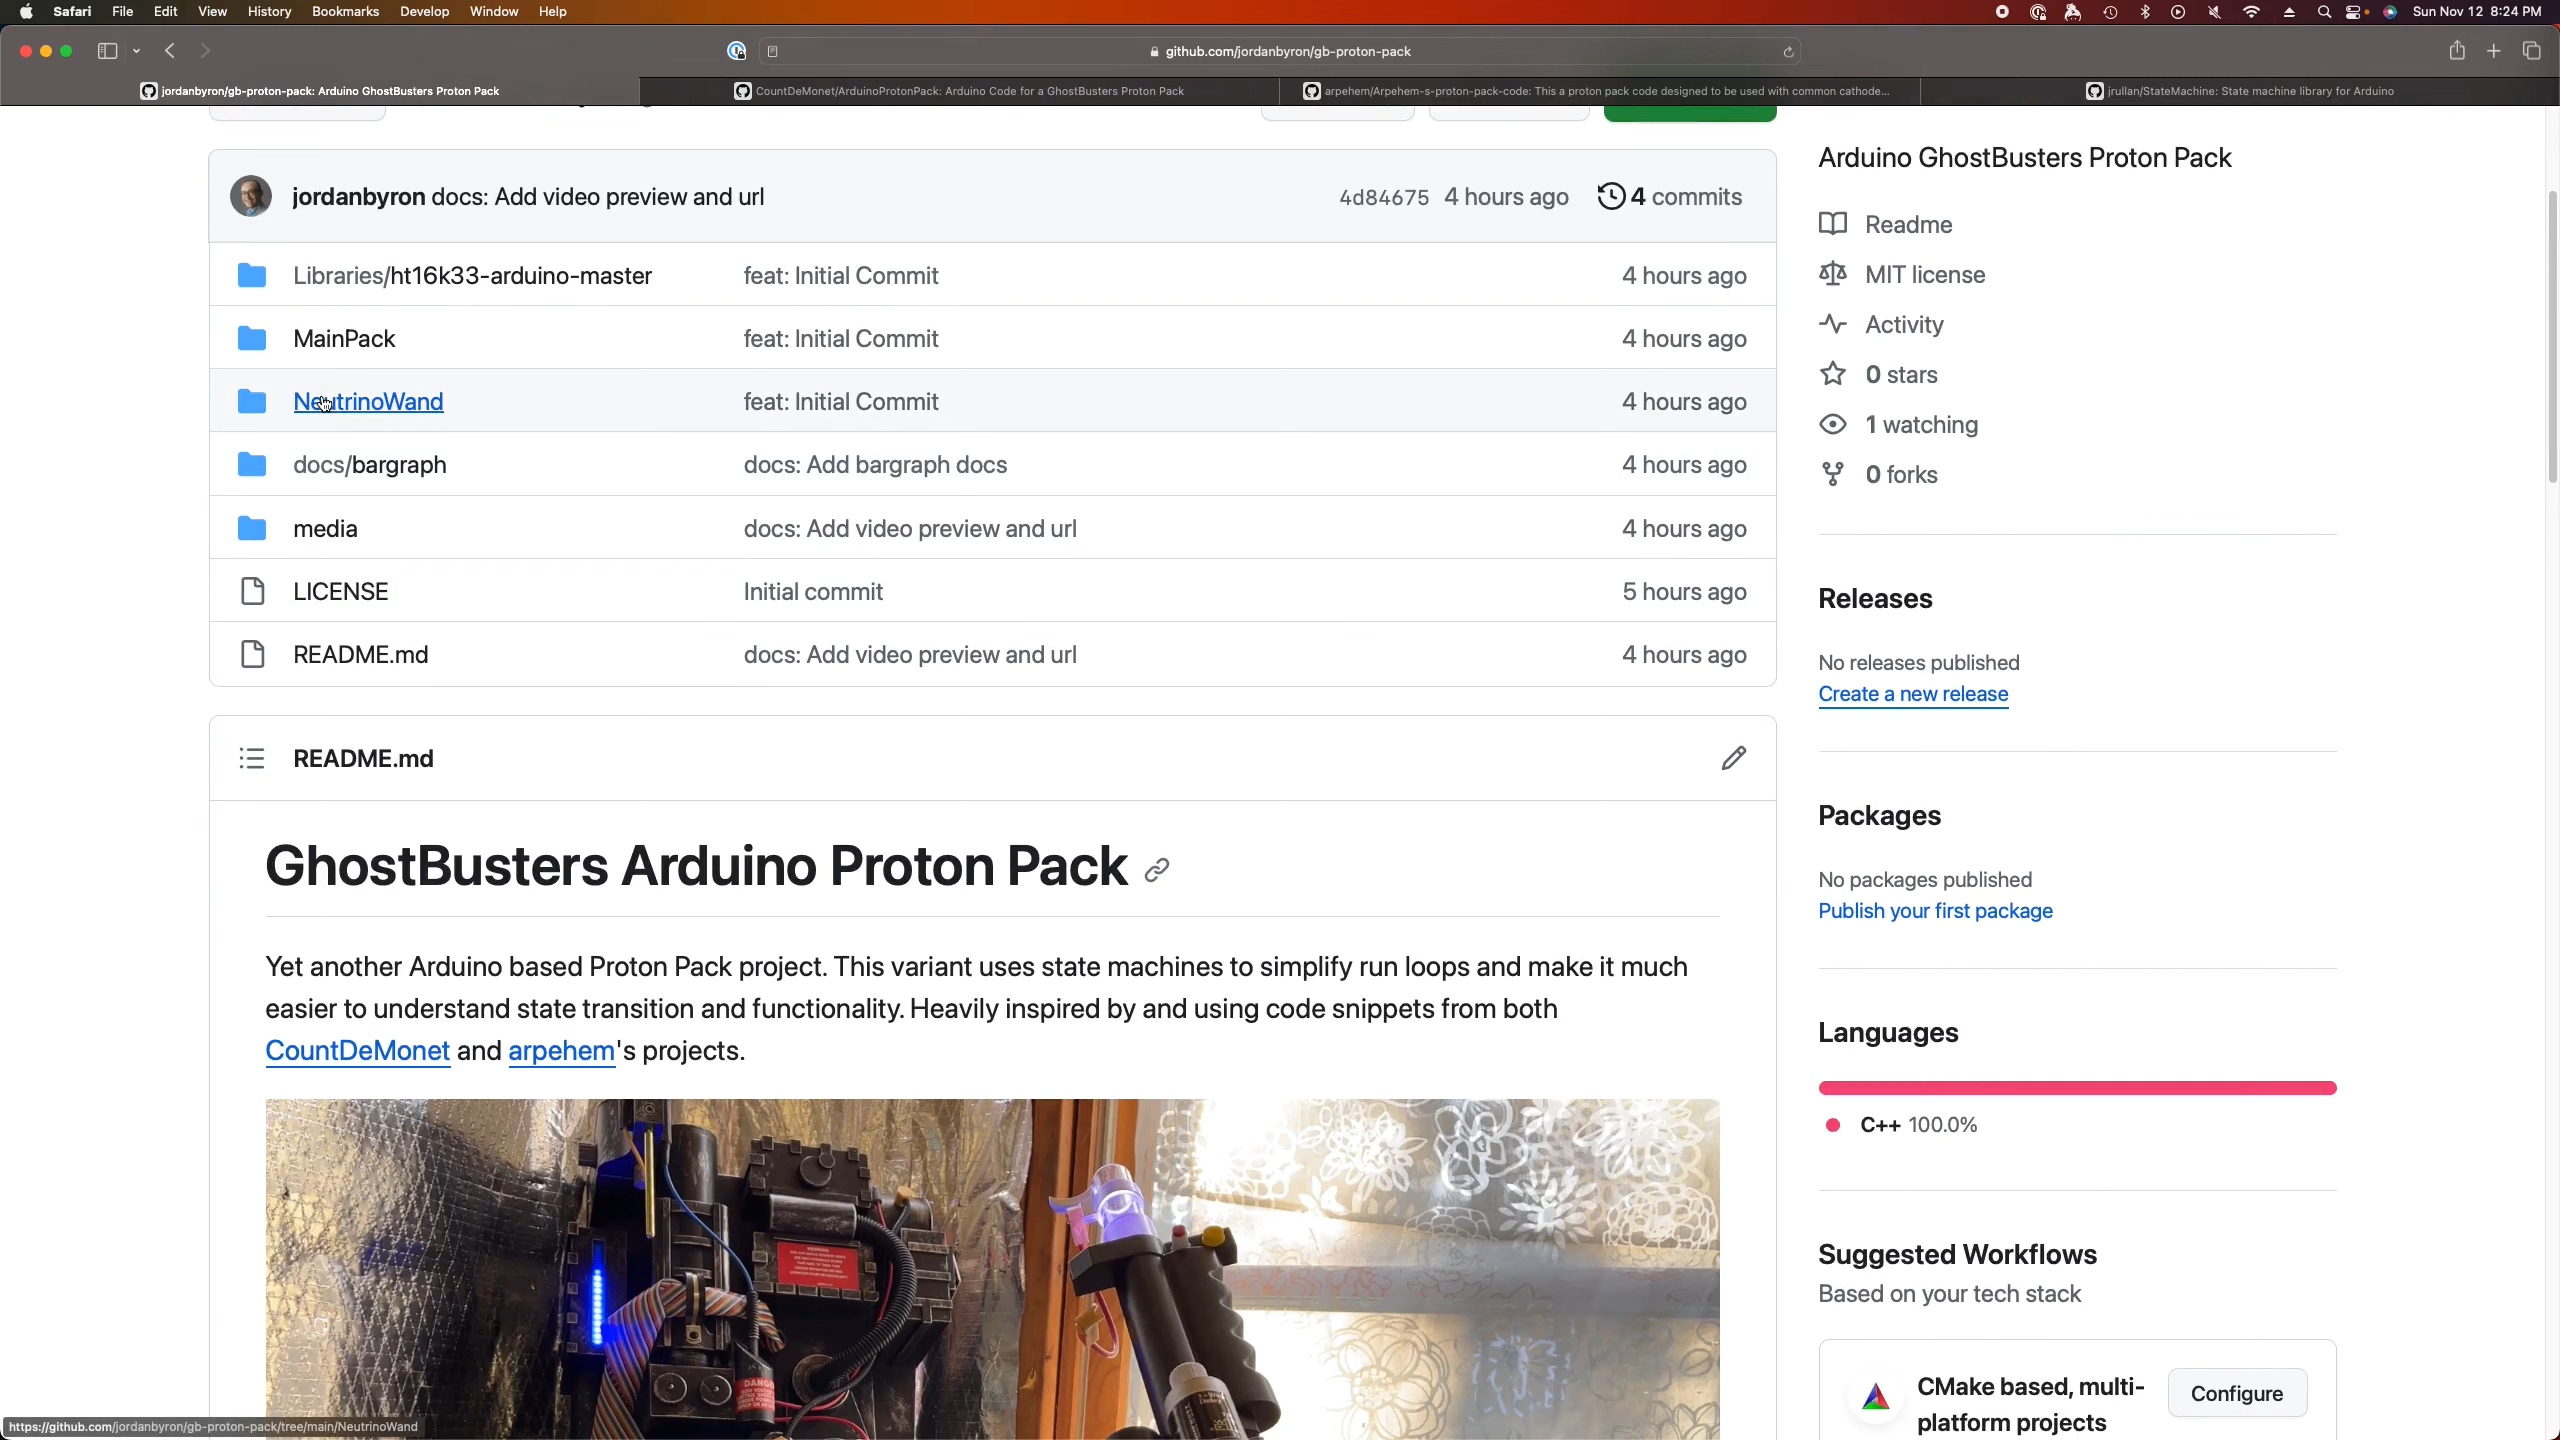 Safari File Edit View History Bookmarks Develop Window Help
Sun Nov 12 8:24 PM
github.com/jordanbyron/gb-proton-pack
jordanbyron/gb-proton-pack: Arduino GhostBusters Proton Pack
CountDeMonet/ArduinoProtonPack: Arduino Code for a GhostBusters Proton Pack
arpehem/Arpehem-s-proton-pack-code: This a proton pack code designed to be used with common cathode...
jrullan/StateMachine: State machine library for Arduino
jordanbyron docs: Add video preview and url
4d84675 4 hours ago 4 commits
Libraries/ht16k33-arduino-master feat: Initial Commit 4 hours ago
MainPack feat: Initial Commit 4 hours ago
NeutrinoWand feat: Initial Commit 4 hours ago
docs/bargraph docs: Add bargraph docs 4 hours ago
media docs: Add video preview and url 4 hours ago
LICENSE Initial commit 5 hours ago
README.md docs: Add video preview and url 4 hours ago
README.md
GhostBusters Arduino Proton Pack
Yet another Arduino based Proton Pack project. This variant uses state machines to simplify run loops and make it much
easier to understand state transition and functionality. Heavily inspired by and using code snippets from both
CountDeMonet and arpehem's projects.
WARNING
DANGER
https://github.com/jordanbyron/gb-proton-pack/tree/main/NeutrinoWand
Arduino GhostBusters Proton Pack
Readme
MIT license
Activity
0 stars
1 watching
0 forks
Releases
No releases published
Create a new release
Packages
No packages published
Publish your first package
Languages
C++ 100.0%
Suggested Workflows
Based on your tech stack
CMake based, multi-
platform projects
Configure